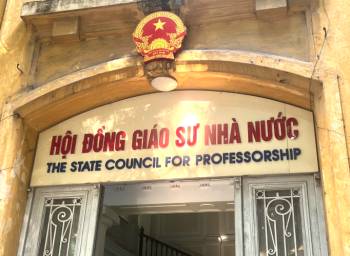 HỘI ĐỒNG GIÁO SƯ NHÀ NƯỚC
THE STATE COUNCIL FOR PROFESSORSHIP